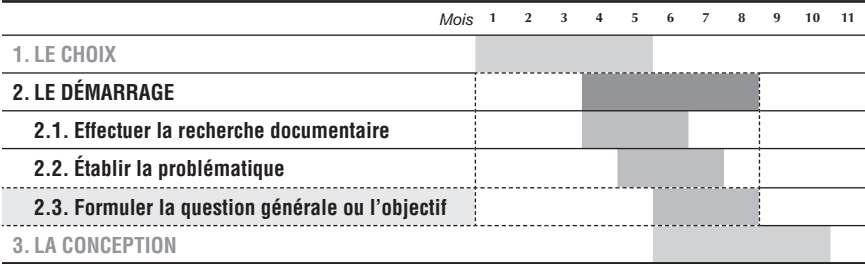 Mois 1 2 3 4 5 6 7 8 9 10 11
1. LE CHOIX
2. LE DÉMARRAGE
2.1. Effectuer la recherche documentaire
2.2. Établir la problématique
2.3. Formuler la question générale ou l’objectif
3. LA CONCEPTION